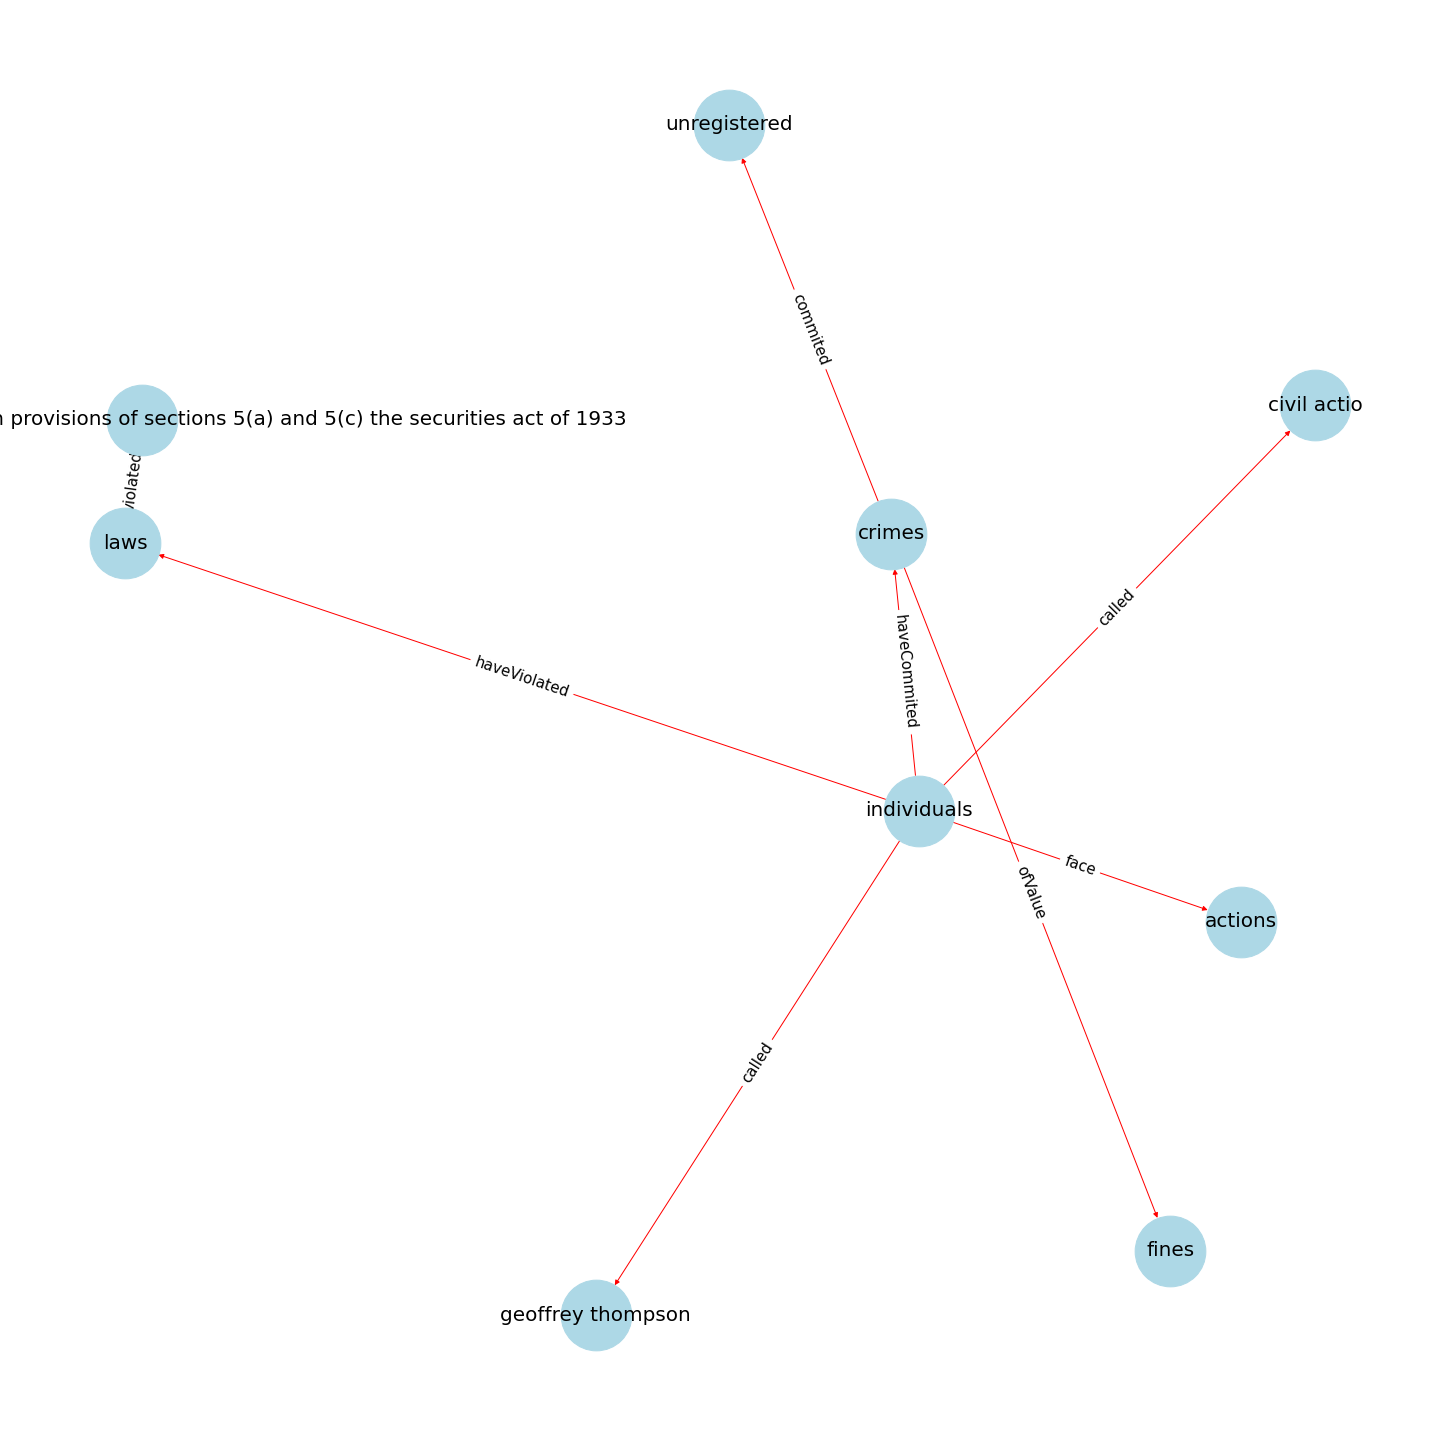 unregistered
commited
civil actio
provisions of sections 5(a) and 5(c) the securities act of 1933
violated
crimes
laws
called
haveCommited
haveViolated
individuals
face
ofValue
actions
called
fines
geoffrey thompson